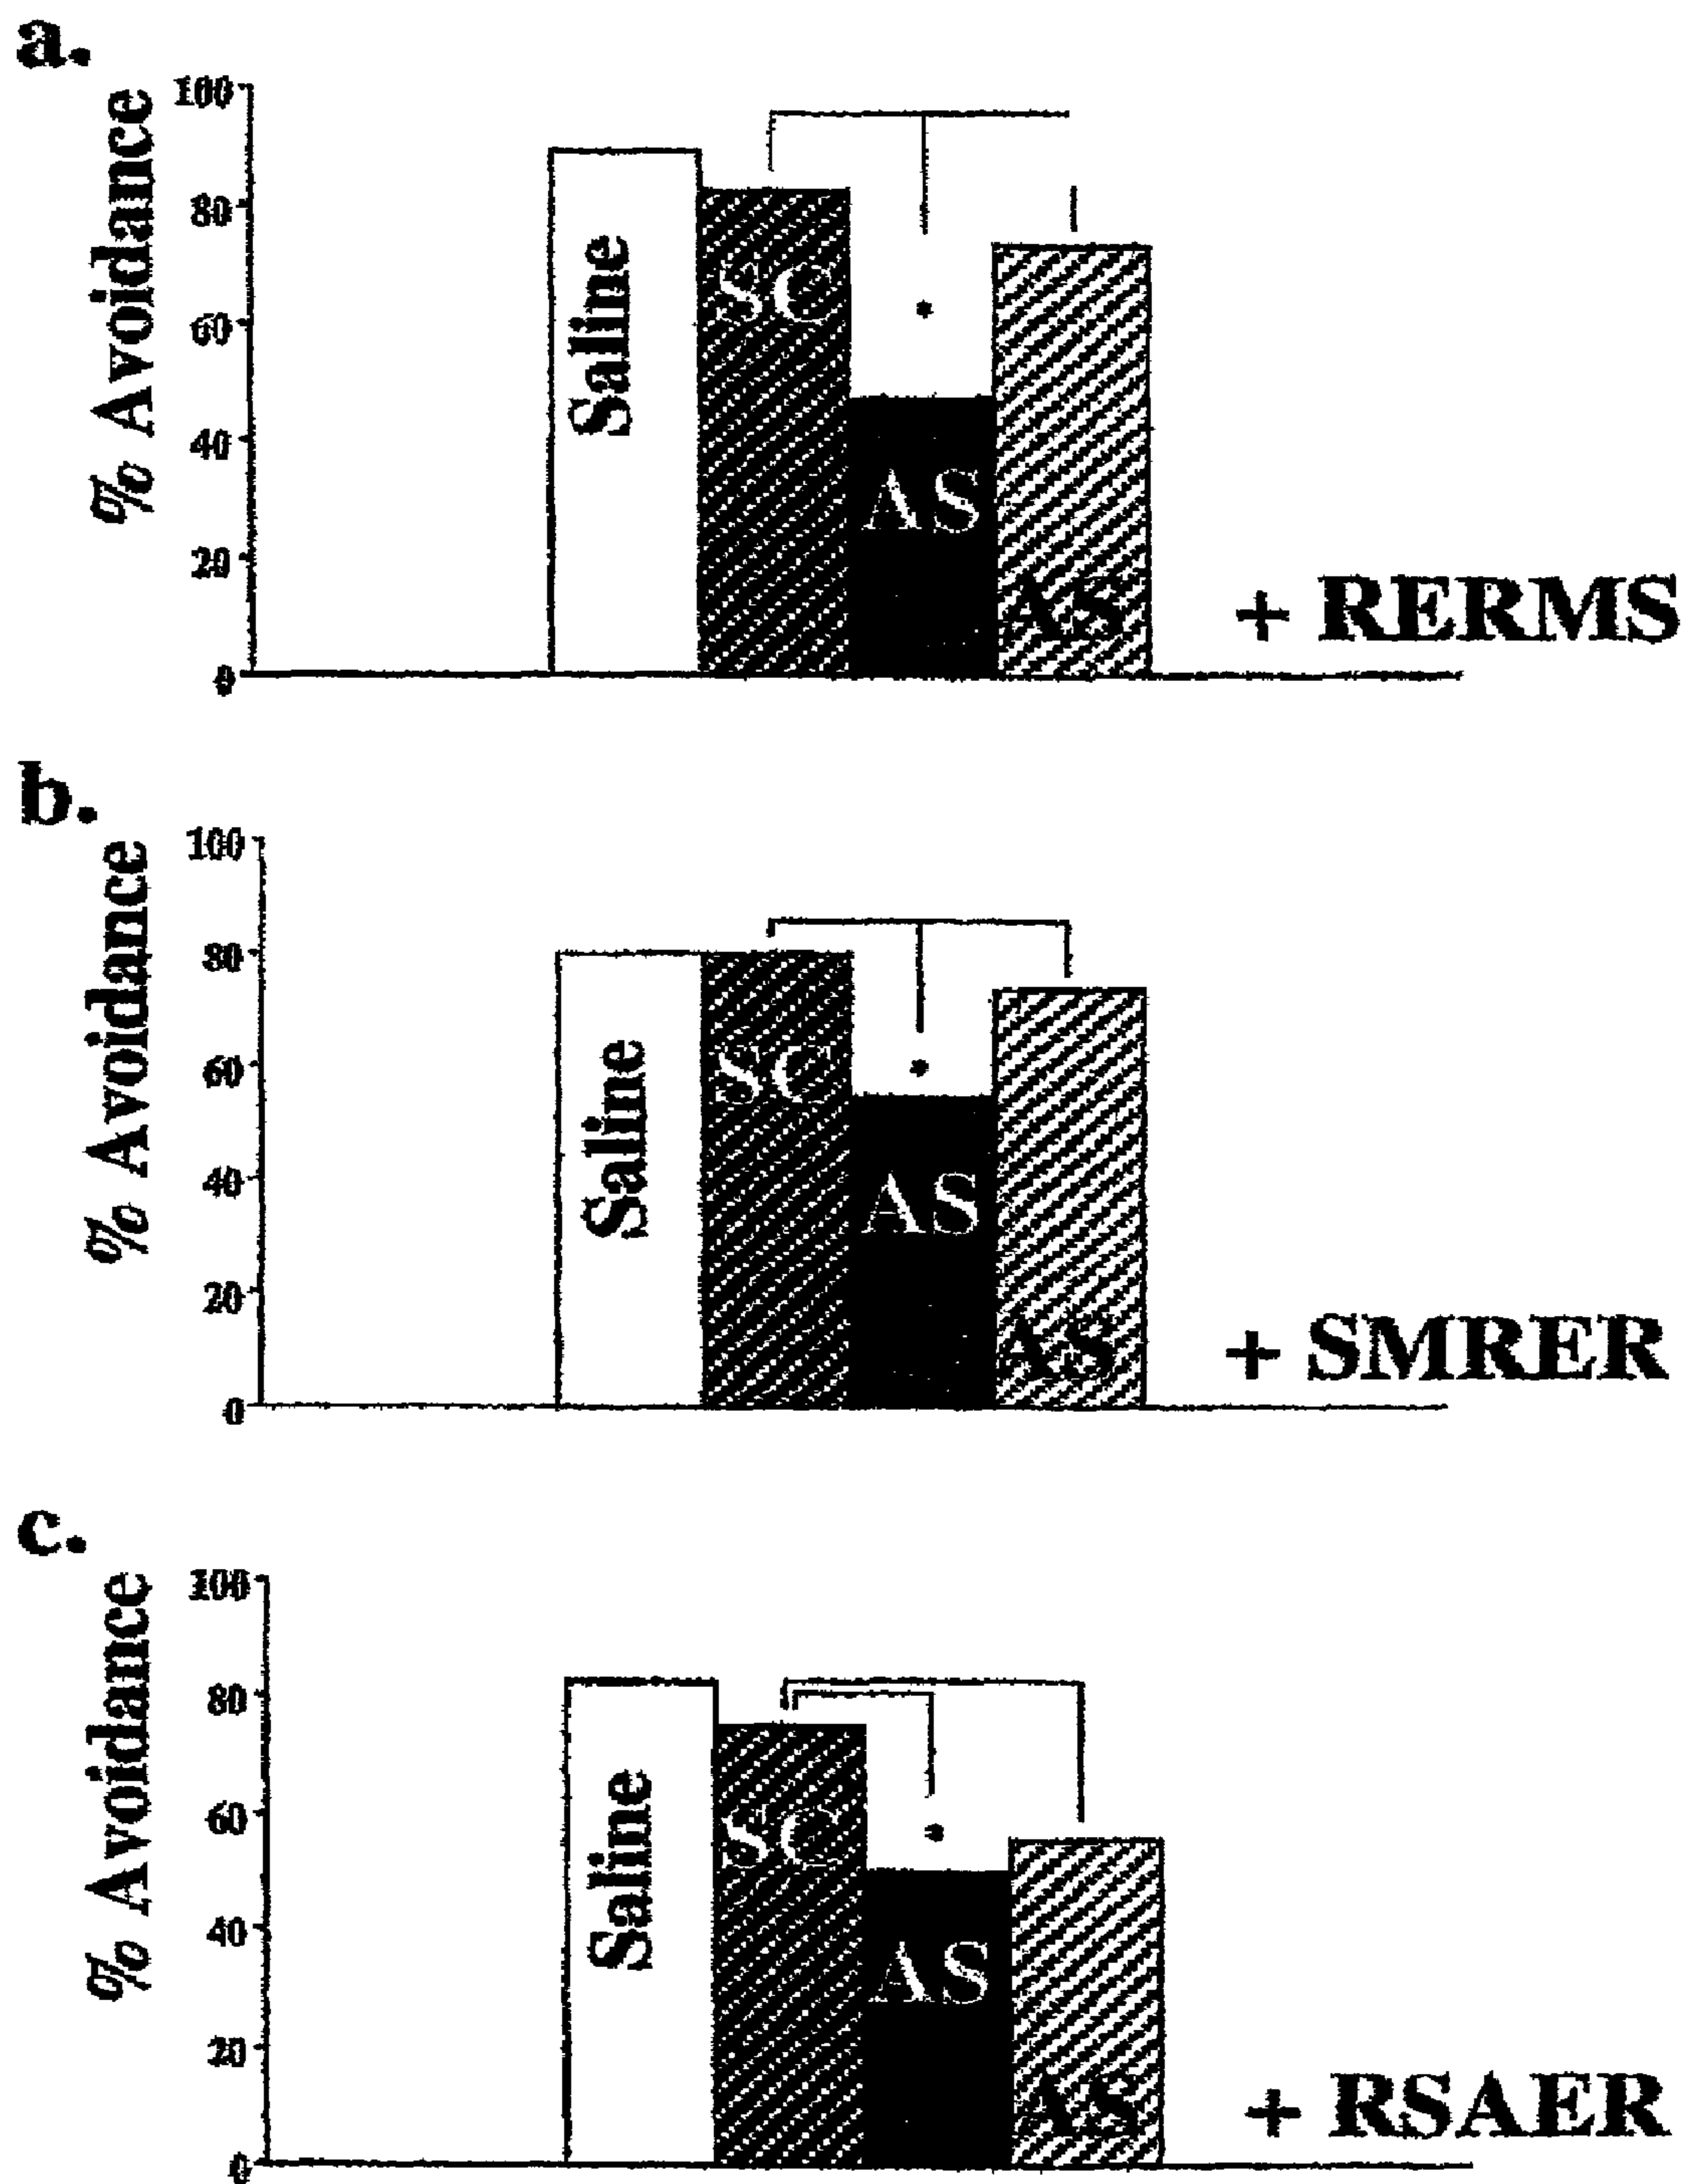 a.
% Avoidance
100
80
60
40
20
0
Saline
SC
*
AS
AS + RERMS
b.
% Avoidance
100
80
60
40
20
0
Saline
SC
*
AS
AS + SMRER
c.
% Avoidance
100
80
60
40
20
0
Saline
SC
*
AS
AS + RSAER